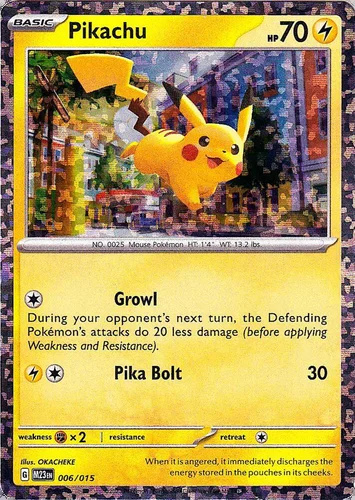 BASIC Pikachu HP 70
NO. 0025 Mouse Pokémon HT: 1'4" WT: 13.2 lbs.
Growl
During your opponent's next turn, the Defending
Pokémon's attacks do 20 less damage (before applying
Weakness and Resistance).
Pika Bolt 30
weakness ×2 resistance retreat
Illus. OKACHEKE
G M23 EN 006/015
When it is angered, it immediately discharges the
energy stored in the pouches in its cheeks.